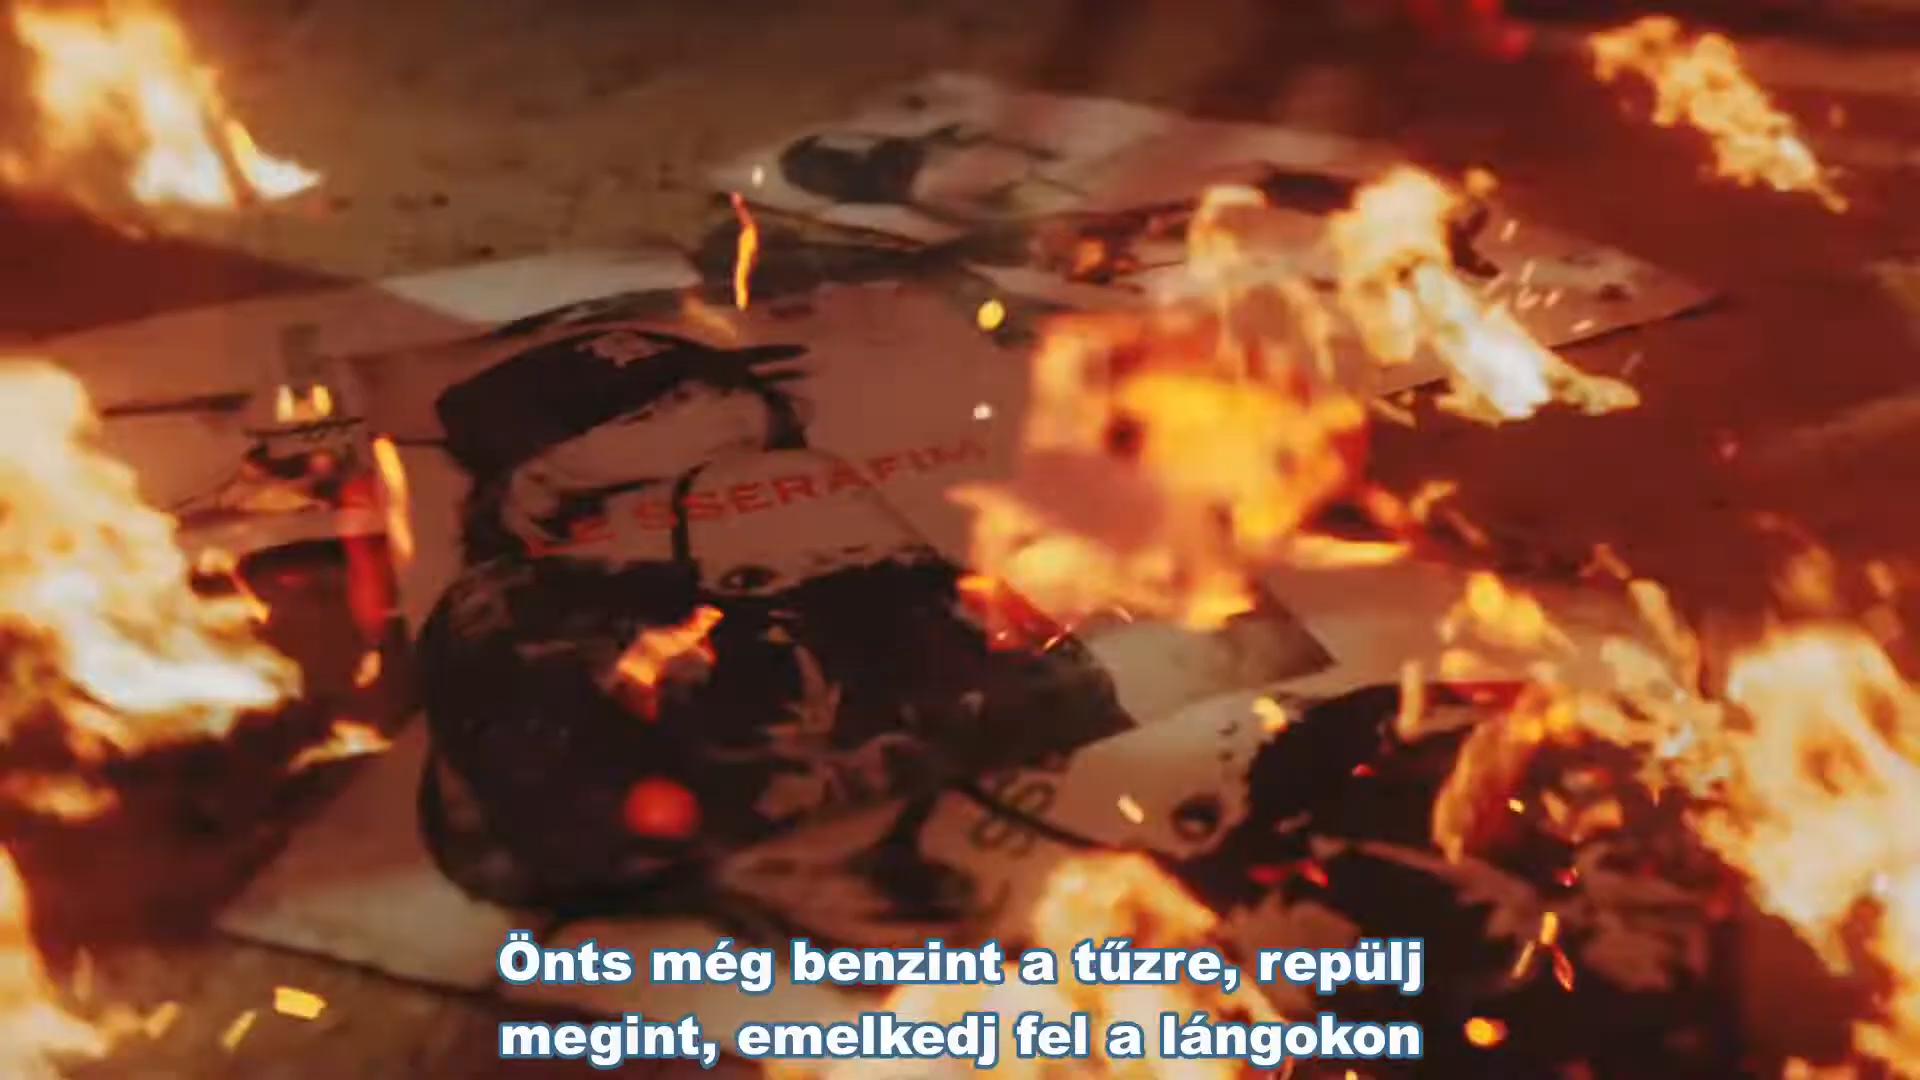 LE SSERAFIM
Önts még benzint a tűzre, repülj
megint, emelkedj fel a lángokon